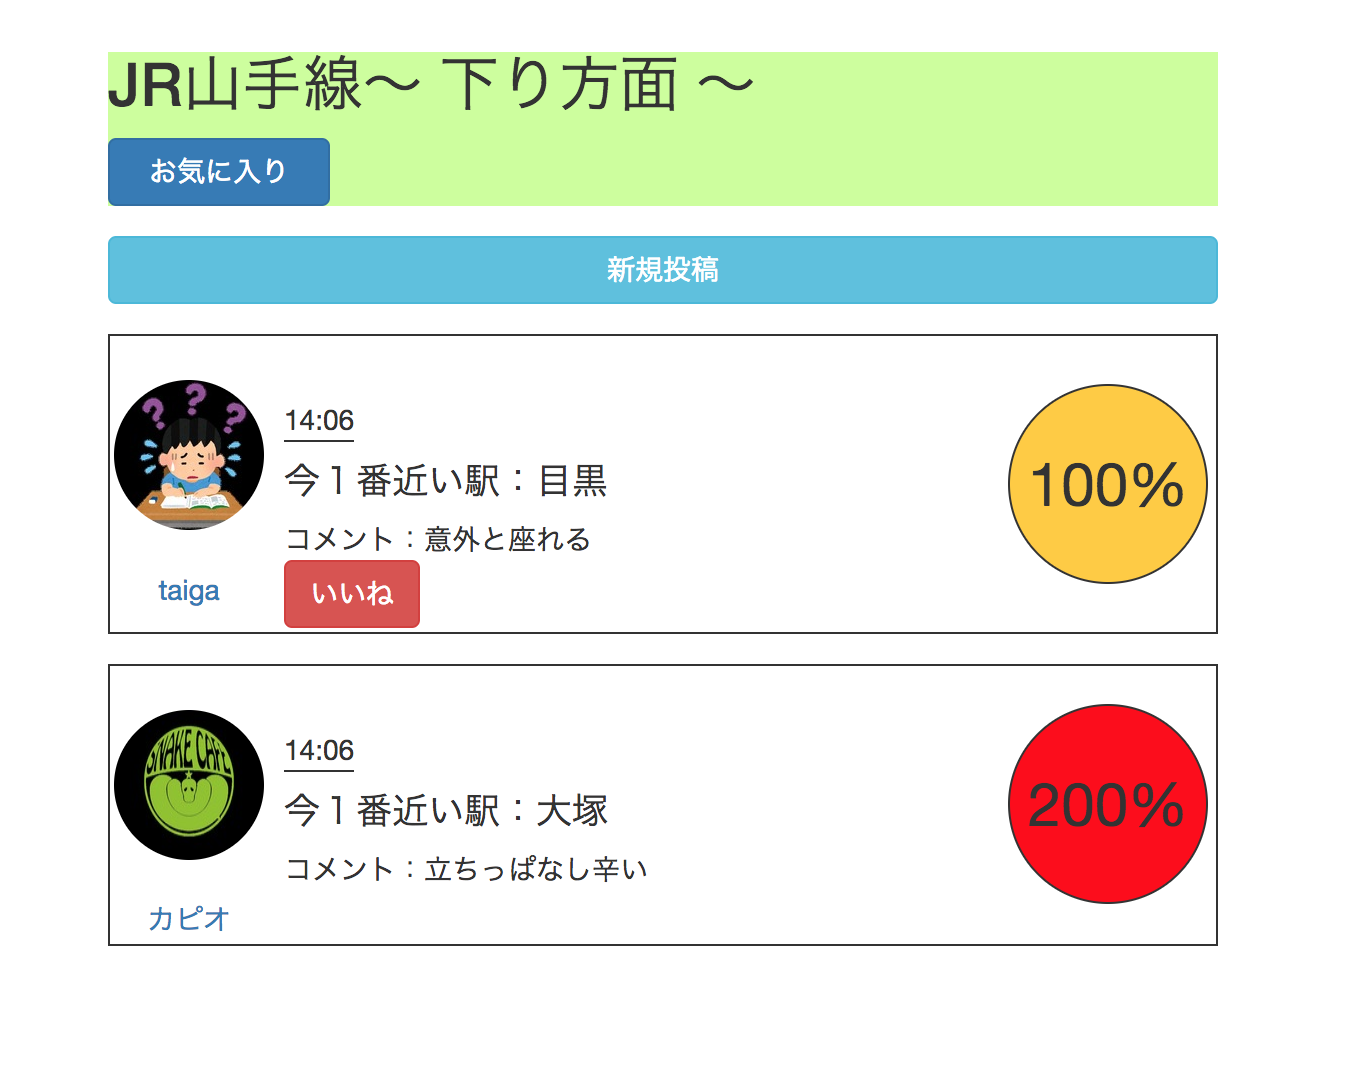 JR山手線〜 下り方面 〜
お気に入り
新規投稿
14:06
今１番近い駅：目黒
コメント：意外と座れる
taiga
いいね
100%
SNAKE CAFE
14:06
今１番近い駅：大塚
コメント：立ちっぱなし辛い
カピオ
200%